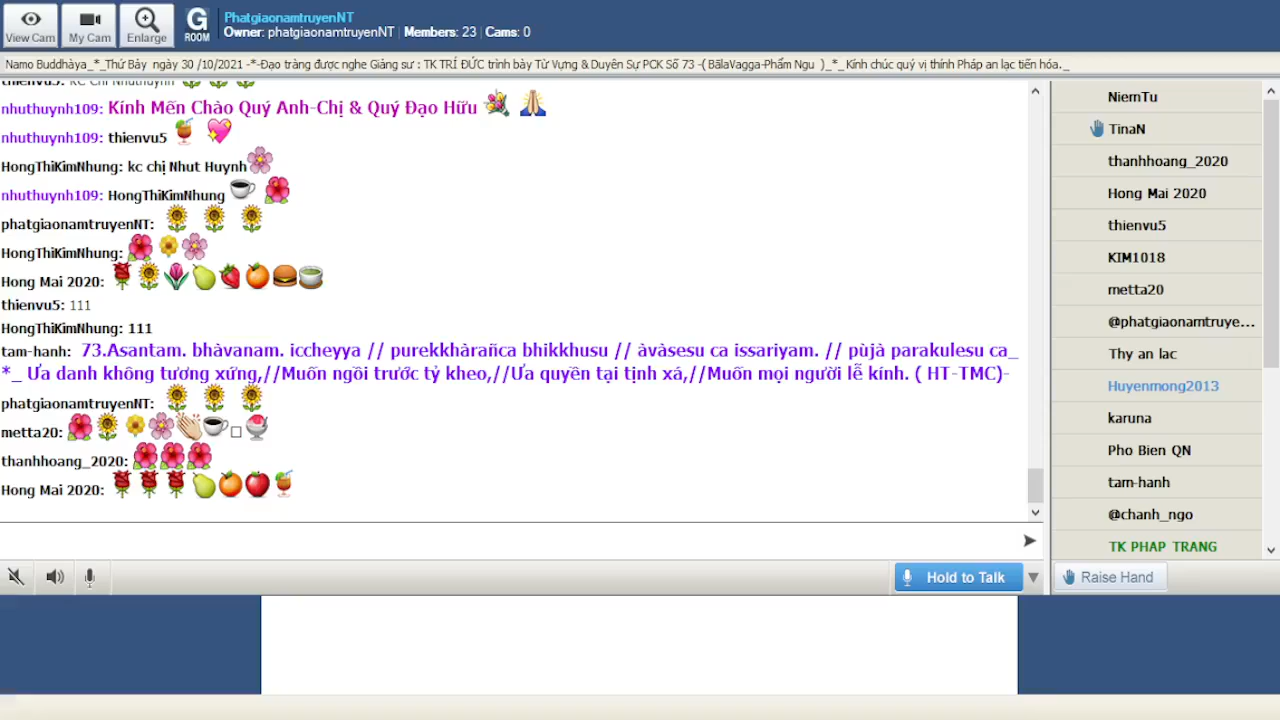 View Cam
My Cam
Enlarge
G
ROOM
PhatgiaonamtruyenNT
Owner: phatgiaonamtruyenNT | Members: 23 | Cams: 0
Namo Buddhàya_*_Thứ Bảy ngày 30 /10/2021 -*-Đạo tràng được nghe Giảng sư : TK TRÍ ĐỨC trình bày Từ Vựng & Duyên Sự PCK Số 73 -( BãlaVagga-Phẩm Ngu )_*_Kính chúc quý vị thính Pháp an lạc tiến hóa._
thienvu5: KC Chi Nhuthuynh
nhuthuynh109: Kính Mến Chào Quý Anh-Chị & Quý Đạo Hữu
nhuthuynh109: thienvu5
HongThiKimNhung: kc chị Nhut Huynh
nhuthuynh109: HongThiKimNhung
phatgiaonamtruyenNT:
HongThiKimNhung:
Hong Mai 2020:
thienvu5: 111
HongThiKimNhung: 111
tam-hanh: 73.Asantam. bhàvanam. iccheyya // purekkhàrañca bhikkhusu // àvàsesu ca issariyam. // pùjà parakulesu ca_
*_ Ưa danh không tương xứng,//Muốn ngồi trước tỷ kheo,//Ưa quyền tại tịnh xá,//Muốn mọi người lễ kính. ( HT-TMC)-
phatgiaonamtruyenNT:
metta20:
thanhhoang_2020:
Hong Mai 2020:
Hold to Talk
NiemTu
TinaN
thanhhoang_2020
Hong Mai 2020
thienvu5
KIM1018
metta20
@phatgiaonamtruye...
Thy an lac
Huyenmong2013
karuna
Pho Bien QN
tam-hanh
@chanh_ngo
TK PHAP TRANG
Raise Hand